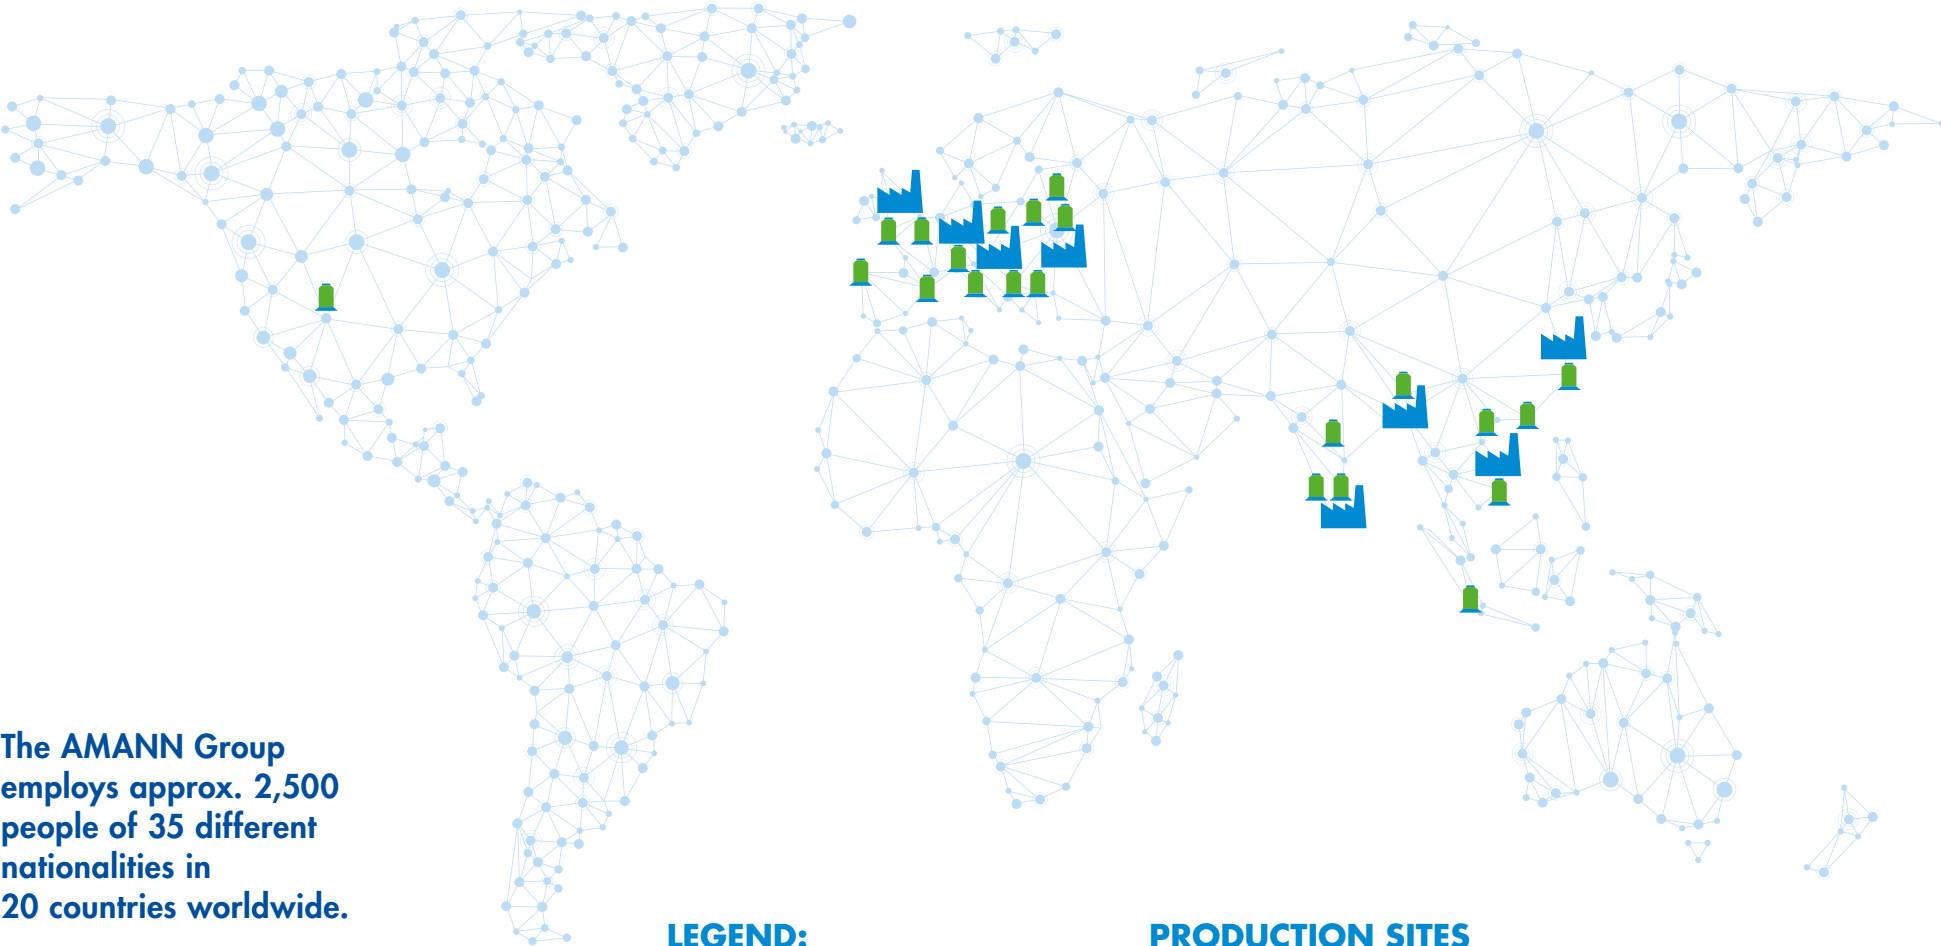 The AMANN Group
employs approx. 2,500
people of 35 different
nationalities in
20 countries worldwide.
LEGEND:
PRODUCTION SITES